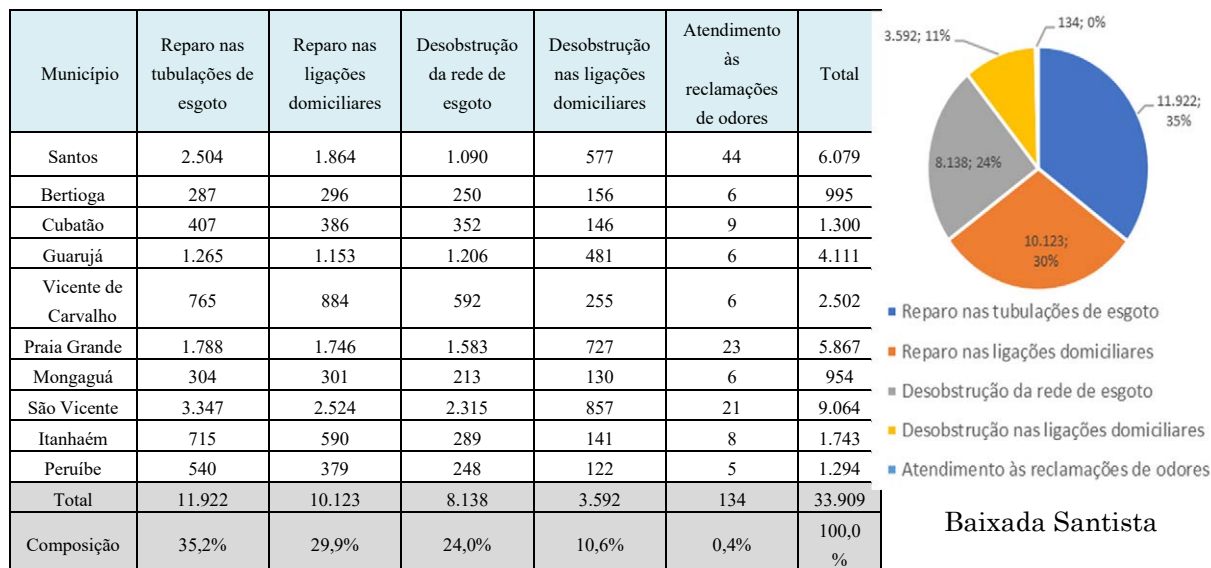 Município
Reparo nas
tubulações de
esgoto
Reparo nas
ligações
domiciliares
Desobstrução
da rede de
esgoto
Desobstrução
nas ligações
domiciliares
Atendimento
às
reclamações
de odores
Total
Santos 2.504 1.864 1.090 577 44 6.079
Bertioga 287 296 250 156 6 995
Cubatão 407 386 352 146 9 1.300
Guarujá 1.265 1.153 1.206 481 6 4.111
Vicente de
Carvalho 765 884 592 255 6 2.502
Praia Grande 1.788 1.746 1.583 727 23 5.867
Mongaguá 304 301 213 130 6 954
São Vicente 3.347 2.524 2.315 857 21 9.064
Itanhaém 715 590 289 141 8 1.743
Peruíbe 540 379 248 122 5 1.294
Total 11.922 10.123 8.138 3.592 134 33.909
Composição 35,2% 29,9% 24,0% 10,6% 0,4% 100,0
%
134; 0%
3.592; 11%
11.922;
35%
8.138; 24%
10.123;
30%
Reparo nas tubulações de esgoto
Reparo nas ligações domiciliares
Desobstrução da rede de esgoto
Desobstrução nas ligações domiciliares
Atendimento às reclamações de odores
Baixada Santista